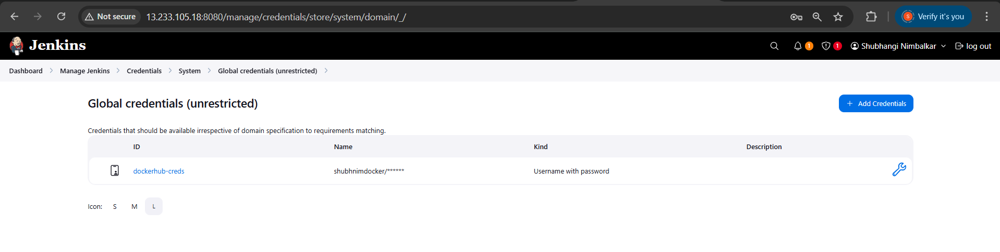 Not secure 13.233.105.18:8080/manage/credentials/store/system/domain/_/ S Verify it's you
Jenkins 1 1 Shubhangi Nimbalkar log out
Dashboard Manage Jenkins Credentials System Global credentials (unrestricted)
Global credentials (unrestricted) + Add Credentials
Credentials that should be available irrespective of domain specification to requirements matching.
ID Name Kind Description
dockerhub-creds shubhnimdocker/****** Username with password
Icon: S M L